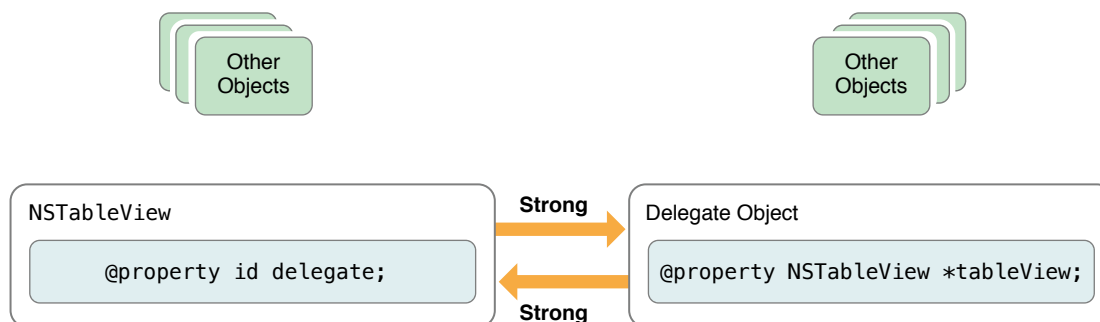 Other
Objects
Other
Objects
NSTableView
@property id delegate;
Strong
Strong
Delegate Object
@property NSTableView *tableView;